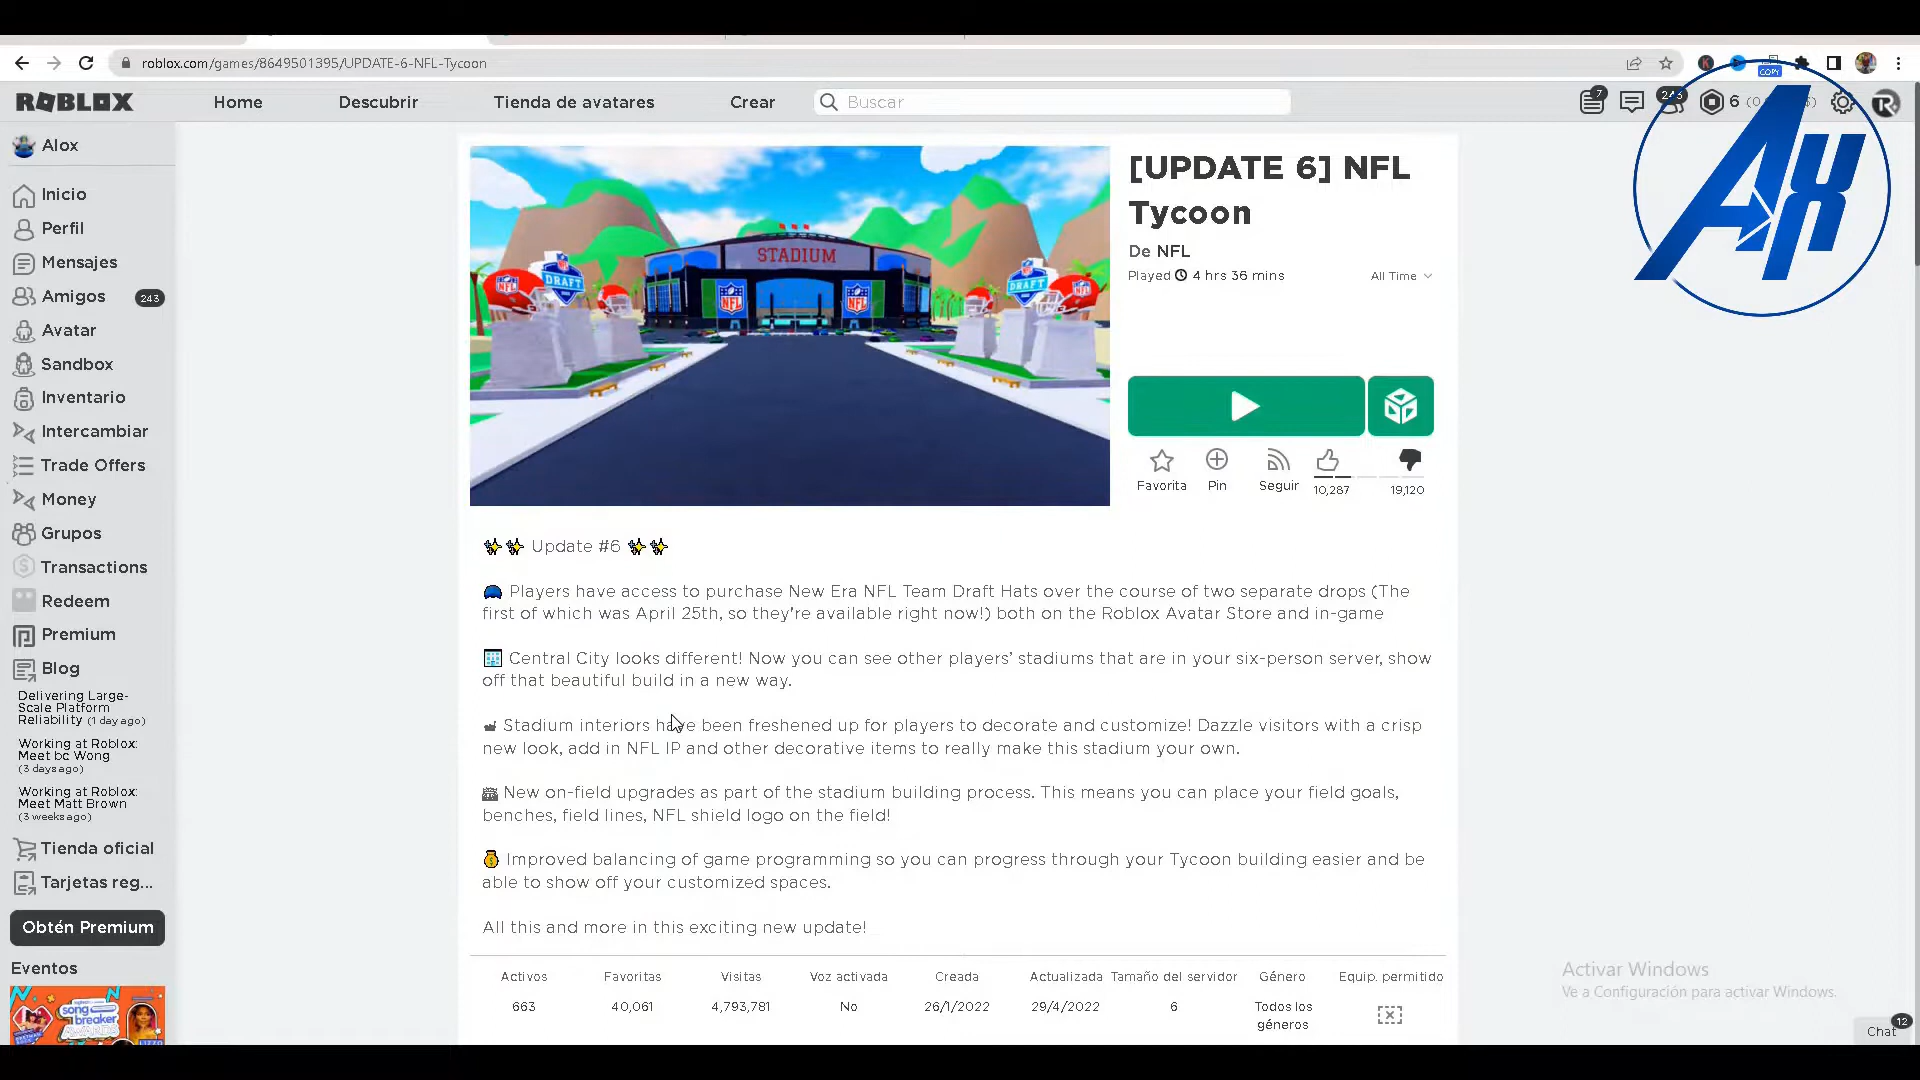 roblox.com/games/8649501395/UPDATE-6-NFL-Tycoon
COPY
ROBLOX
Home
Descubrir
Tienda de avatares
Crear
Buscar
7
243
6
Alox
Inicio
Perfil
Mensajes
Amigos
243
Avatar
Sandbox
Inventario
Intercambiar
Trade Offers
Money
Grupos
Transactions
Redeem
Premium
Blog
Delivering Large-
Scale Platform
Reliability (1 day ago)
Working at Roblox:
Meet bc Wong
(3 days ago)
Working at Roblox:
Meet Matt Brown
(3 weeks ago)
Tienda oficial
Tarjetas reg...
Obtén Premium
Eventos
song
breaker
AWARDS
STADIUM
NFL
DRAFT
NFL
NFL
DRAFT
NFL
[UPDATE 6] NFL
Tycoon
De NFL
Played 4 hrs 36 mins
All Time
Favorita
Pin
Seguir
10,287
19,120
✨✨ Update #6 ✨✨
🧢 Players have access to purchase New Era NFL Team Draft Hats over the course of two separate drops (The
first of which was April 25th, so they're available right now!) both on the Roblox Avatar Store and in-game
🏢 Central City looks different! Now you can see other players’ stadiums that are in your six-person server, show
off that beautiful build in a new way.
Stadium interiors have been freshened up for players to decorate and customize! Dazzle visitors with a crisp
new look, add in NFL IP and other decorative items to really make this stadium your own.
🏟 New on-field upgrades as part of the stadium building process. This means you can place your field goals,
benches, field lines, NFL shield logo on the field!
💰 Improved balancing of game programming so you can progress through your Tycoon building easier and be
able to show off your customized spaces.
All this and more in this exciting new update!
Activos
Favoritas
Visitas
Voz activada
Creada
Actualizada
Tamaño del servidor
Género
Equip. permitido
663
40,061
4,793,781
No
26/1/2022
29/4/2022
6
Todos los
géneros
Activar Windows
Ve a Configuración para activar Windows.
Chat
12